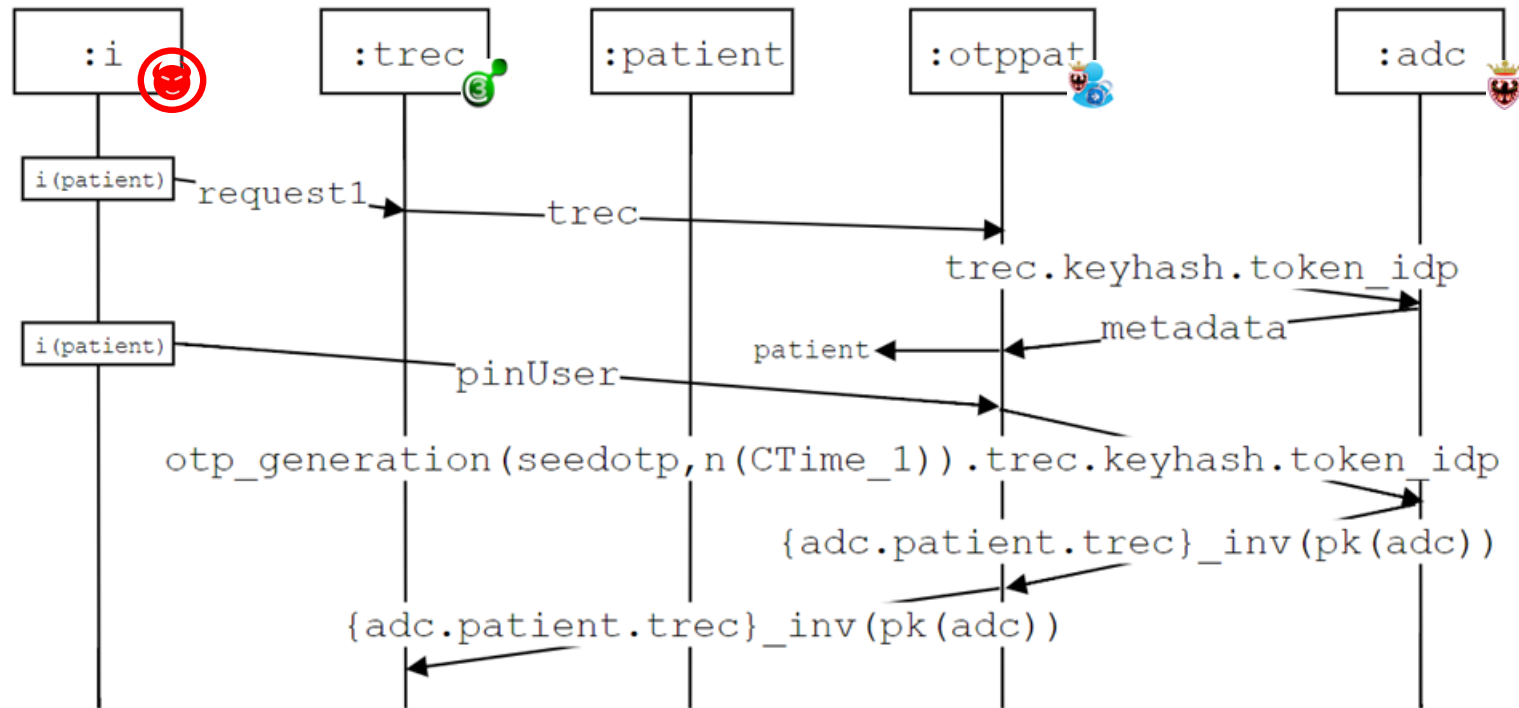 :i
:trec
3
:patient
:otppat
:adc
i(patient)
request1
trec
trec.keyhash.token_idp
metadata
patient
i(patient)
pinUser
otp_generation(seedotp,n(CTime_1)).trec.keyhash.token_idp
{adc.patient.trec}_inv(pk(adc))
{adc.patient.trec}_inv(pk(adc))